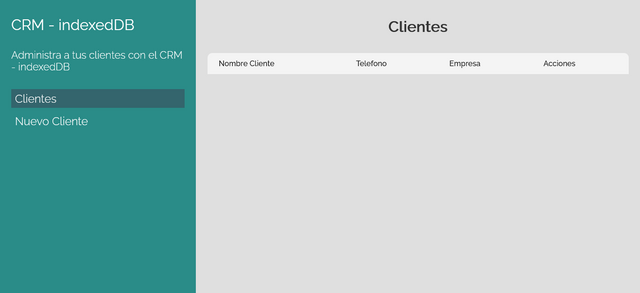 CRM - indexedDB
Administra a tus clientes con el CRM
- indexedDB
Clientes
Nuevo Cliente
Clientes
Nombre Cliente Telefono Empresa Acciones